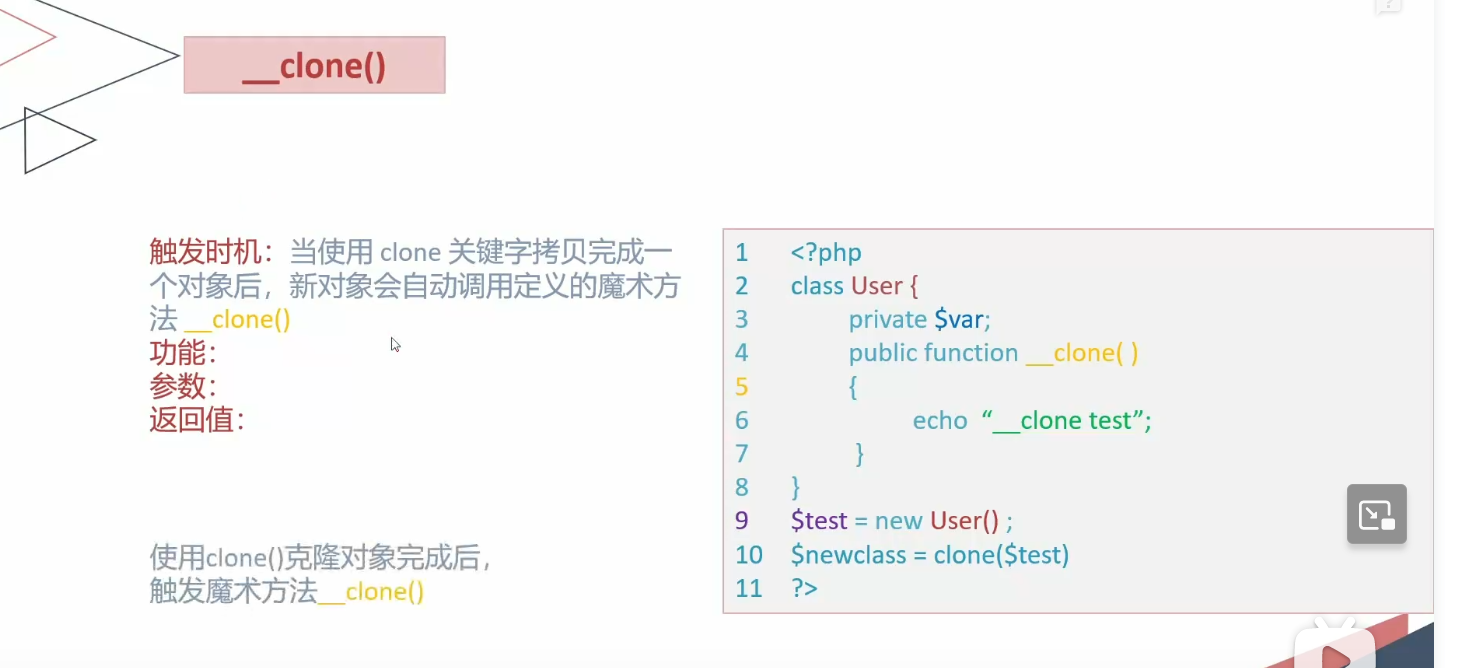 __clone()
触发时机：当使用 clone 关键字拷贝完成一
个对象后，新对象会自动调用定义的魔术方
法 __clone()
功能：
参数：
返回值：
使用clone()克隆对象完成后，
触发魔术方法__clone()
1 <?php
2 class User {
3 private $var;
4 public function __clone( )
5 {
6 echo “__clone test”;
7 }
8 }
9 $test = new User() ;
10 $newclass = clone($test)
11 ?>